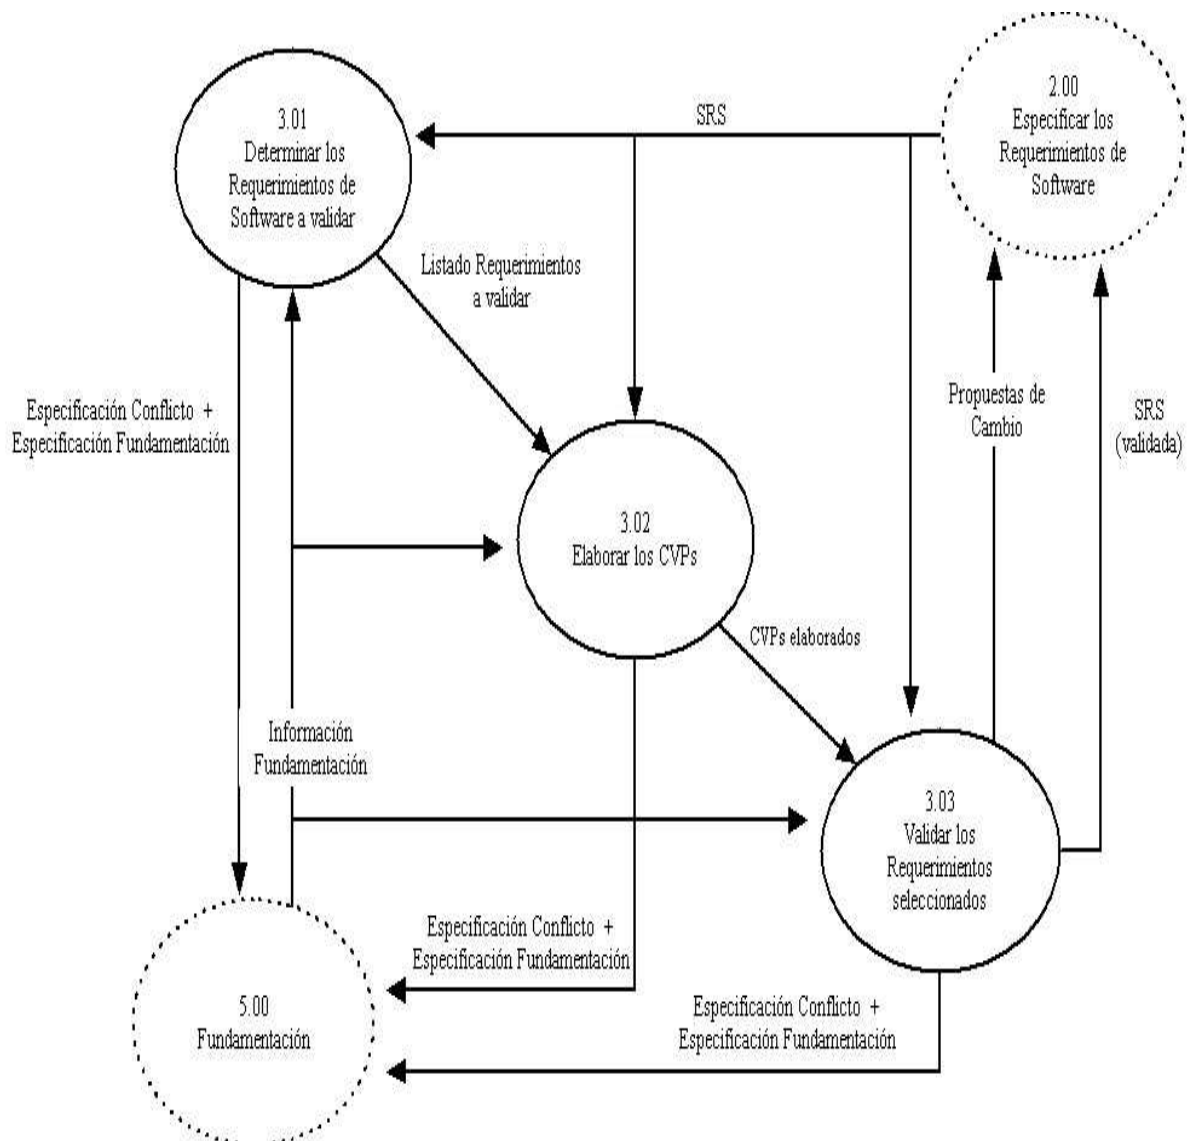 3.01
Determinar los
Requerimientos de
Software a validar
SRS
2.00
Especificar los
Requerimientos de
Software
Listado Requerimientos
a validar
Especificación Conflicto +
Especificación Fundamentación
Propuestas de
Cambio
SRS
(validada)
3.02
Elaborar los CVPs
CVPs elaborados
Información
Fundamentación
3.03
Validar los
Requerimientos
seleccionados
Especificación Conflicto +
Especificación Fundamentación
5.00
Fundamentación
Especificación Conflicto +
Especificación Fundamentación